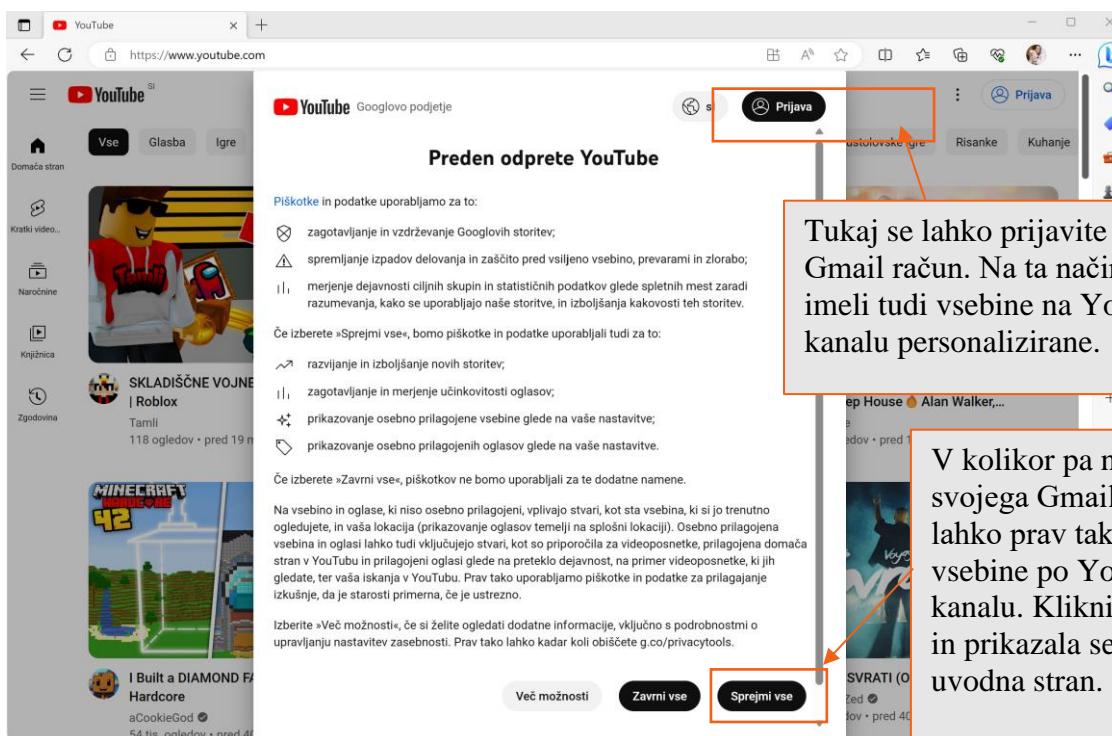 YouTube
https://www.youtube.com
YouTube SI
Prijava
Domača stran
Kratki video...
Naročnine
Knjižnica
Zgodovina
Vse
Glasba
Igre
Risanke
Kuhanje
SKLADIŠČNE VOJNE
| Roblox
Tamli
118 ogledov • pred 19
MINECRAFT
HARDCORE
42
I Built a DIAMOND
Hardcore
aCookieGod
54 tis. ogledov • pred
YouTube Googlovo podjetje
Prijava
Preden odprete YouTube
Piškotke in podatke uporabljamo za to:
zagotavljanje in vzdrževanje Googlovih storitev;
spremljanje izpadov delovanja in zaščito pred vsiljeno vsebino, prevarami in zlorabo;
merjenje dejavnosti ciljnih skupin in statističnih podatkov glede spletnih mest zaradi
razumevanja, kako se uporabljajo naše storitve, in izboljšanja kakovosti teh storitev.
Če izberete »Sprejmi vse«, bomo piškotke in podatke uporabljali tudi za to:
razvijanje in izboljšanje novih storitev;
zagotavljanje in merjenje učinkovitosti oglasov;
prikazovanje osebno prilagojene vsebine glede na vaše nastavitve;
prikazovanje osebno prilagojenih oglasov glede na vaše nastavitve.
Če izberete »Zavrni vse«, piškotkov ne bomo uporabljali za te dodatne namene.
Na vsebino in oglase, ki niso osebno prilagojeni, vplivajo stvari, kot sta vsebina, ki si jo trenutno
ogledujete, in vaša lokacija (prikazovanje oglasov temelji na splošni lokaciji). Osebno prilagojena
vsebina in oglasi lahko tudi vključujejo stvari, kot so priporočila za videoposnetke, prilagojena domača
stran v YouTubu in prilagojeni oglasi glede na preteklo dejavnost, na primer videoposnetke, ki jih
gledate, ter vaša iskanja v YouTubu. Prav tako uporabljamo piškotke in podatke za prilagajanje
izkušnje, da je starosti primerna, če je ustrezno.
Izberite »Več možnosti«, če si želite ogledati dodatne informacije, vključno s podrobnostmi o
upravljanju nastavitev zasebnosti. Prav tako lahko kadar koli obiščete g.co/privacytools.
Več možnosti
Zavrni vse
Sprejmi vse
Tukaj se lahko prijavite
Gmail račun. Na ta način
imeli tudi vsebine na Yo
kanalu personalizirane.
ep House 🔥 Alan Walker,...
V kolikor pa n
svojega Gmail
lahko prav tak
vsebine po Yo
kanalu. Klikni
in prikazala se
uvodna stran.
SVRATI (O